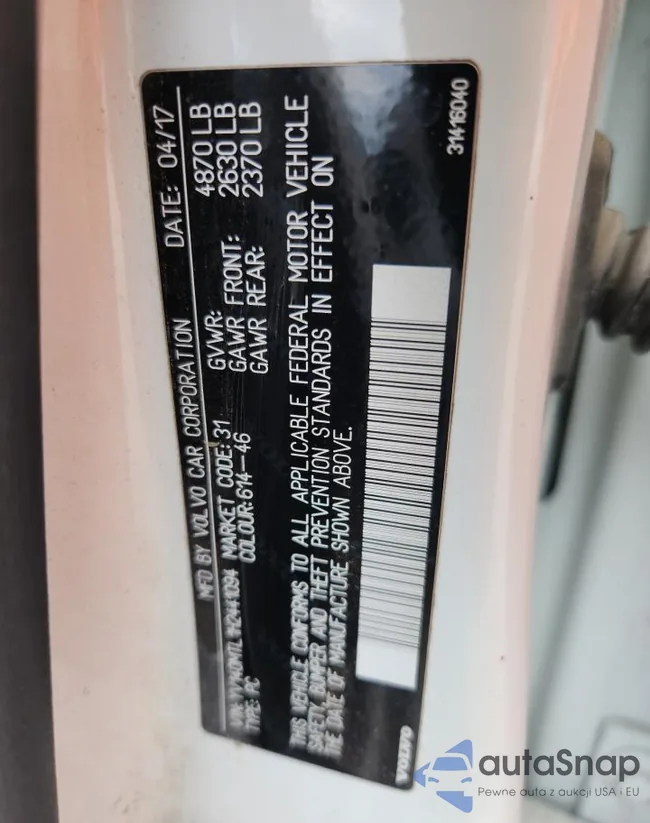 MFD BY VOLVO CAR CORPORATION DATE: 04/17
GVWR: 4870 LB
MARKET CODE: 31 GAWR FRONT: 2630 LB
TYPE: PC COLOUR: 614-46 GAWR REAR: 2370 LB
THIS VEHICLE CONFORMS TO ALL APPLICABLE FEDERAL MOTOR VEHICLE
SAFETY, BUMPER AND THEFT PREVENTION STANDARDS IN EFFECT ON
THE DATE OF MANUFACTURE SHOWN ABOVE.
VOLVO 31416040
autoSnap
Pewne auta z aukcji USA i EU